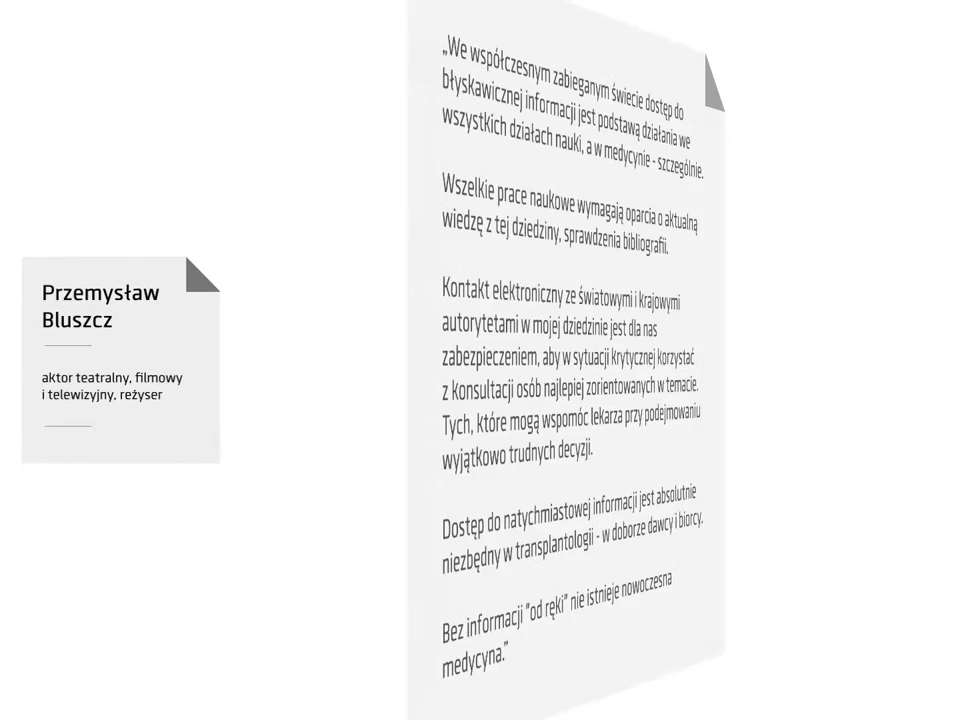 Przemysław
Bluszcz
aktor teatralny, filmowy
i telewizyjny, reżyser
„We współczesnym zabieganym świecie dostęp do
błyskawicznej informacji jest podstawą działania we
wszystkich działach nauki, a w medycynie - szczególnie.
Wszelkie prace naukowe wymagają oparcia o aktualną
wiedzę z tej dziedziny, sprawdzenia bibliografii.
Kontakt elektroniczny ze światowymi i krajowymi
autorytetami w mojej dziedzinie jest dla nas
zabezpieczeniem, aby w sytuacji krytycznej korzystać
z konsultacji osób najlepiej zorientowanych w temacie.
Tych, które mogą wspomóc lekarza przy podejmowaniu
wyjątkowo trudnych decyzji.
Dostęp do natychmiastowej informacji jest absolutnie
niezbędny w transplantologii - w doborze dawcy i biorcy.
Bez informacji "od ręki" nie istnieje nowoczesna
medycyna."